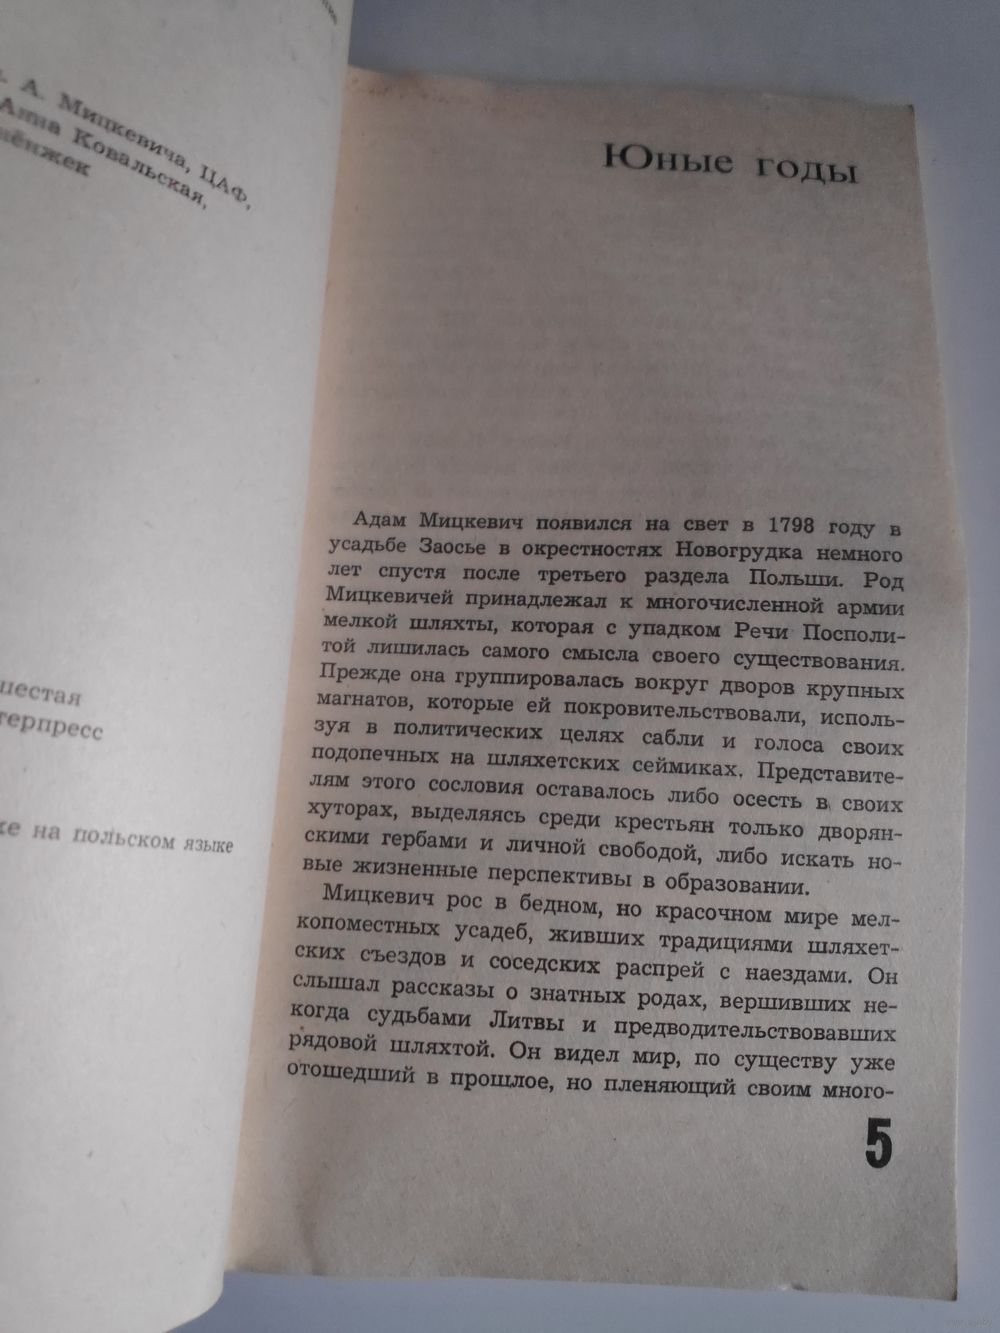 А. Мицкевича, ЦАФ,
Анна Ковальская,
Юные годы
Адам Мицкевич появился на свет в 1798 году в
усадьбе Заосье в окрестностях Новогрудка немного
лет спустя после третьего раздела Польши. Род
Мицкевичей принадлежал к многочисленной армии
мелкой шляхты, которая с упадком Речи Посполи-
той лишилась самого смысла своего существования.
Прежде она группировалась вокруг дворов крупных
магнатов, которые ей покровительствовали, исполь-
зуя в политических целях сабли и голоса своих
подопечных на шляхетских сеймиках. Представите-
лям этого сословия оставалось либо осесть в своих
хуторах, выделяясь среди крестьян только дворян-
скими гербами и личной свободой, либо искать но-
вые жизненные перспективы в образовании.
Мицкевич рос в бедном, но красочном мире мел-
копоместных усадеб, живших традициями шляхет-
ских съездов и соседских распрей с наездами. Он
слышал рассказы о знатных родах, вершивших не-
когда судьбами Литвы и предводительствовавших
рядовой шляхтой. Он видел мир, по существу уже
отошедший в прошлое, но пленяющий своим много-
5
шестая
терпресс
же на польском языке